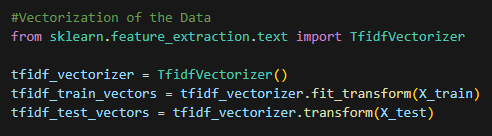 #Vectorization of the Data
from sklearn.feature_extraction.text import TfidfVectorizer
tfidf_vectorizer = TfidfVectorizer()
tfidf_train_vectors = tfidf_vectorizer.fit_transform(X_train)
tfidf_test_vectors = tfidf_vectorizer.transform(X_test)